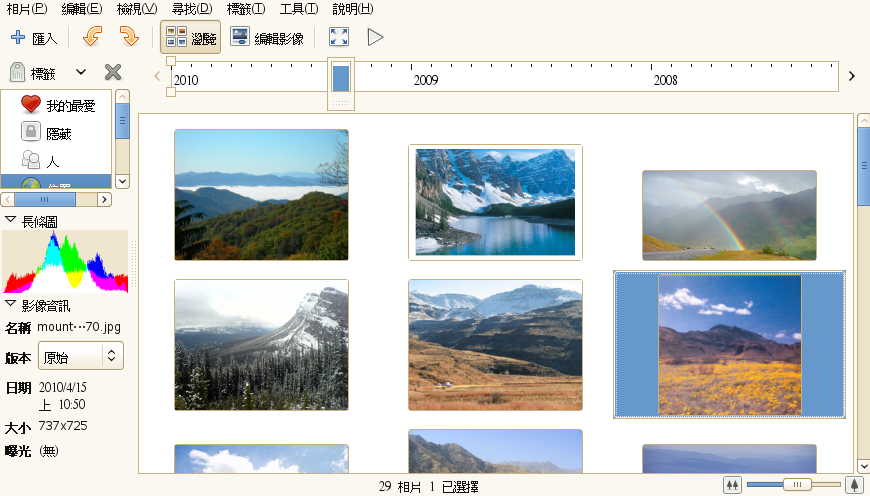 相片(P) 編輯(E) 檢視(V) 尋找(D) 標籤(T) 工具(T) 說明(H)
匯入 瀏覽 編輯影像
標籤
2010 2009 2008
我的最愛
隱藏
人
位置
長條圖
影像資訊
名稱 mount⋯70.jpg
版本 原始
日期 2010/4/15
上 10:50
大小 737x725
曝光 (無)
29 相片 1 已選擇